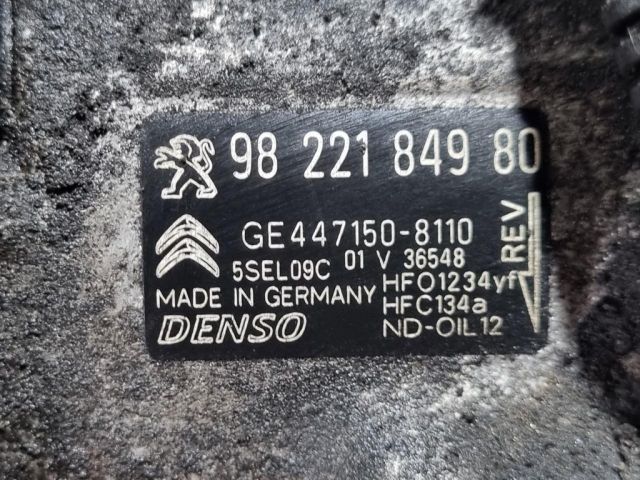 98 221 849 80
GE447150-8110
5SEL09C 01 V 36548
MADE IN GERMANY HFO1234yf
HFC134a
DENSO ND-OIL12
REV